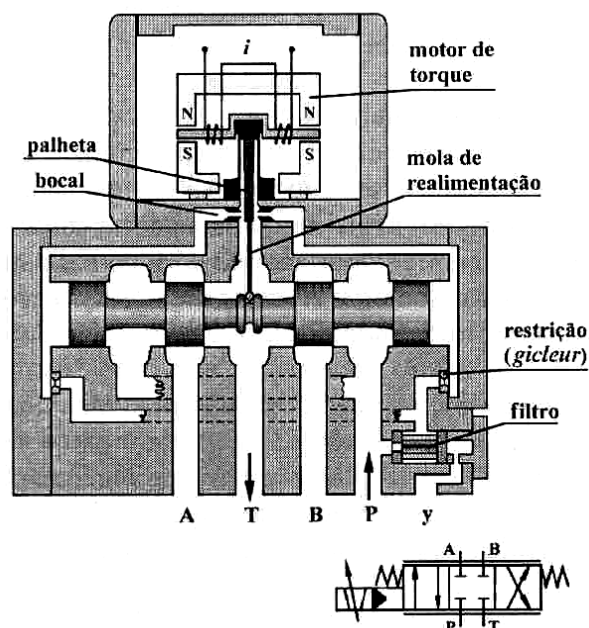 i
motor de
torque
N
N
palheta
S
S
mola de
realimentação
bocal
restrição
(gicleur)
filtro
A
T
B
P
y
A
B
P
T